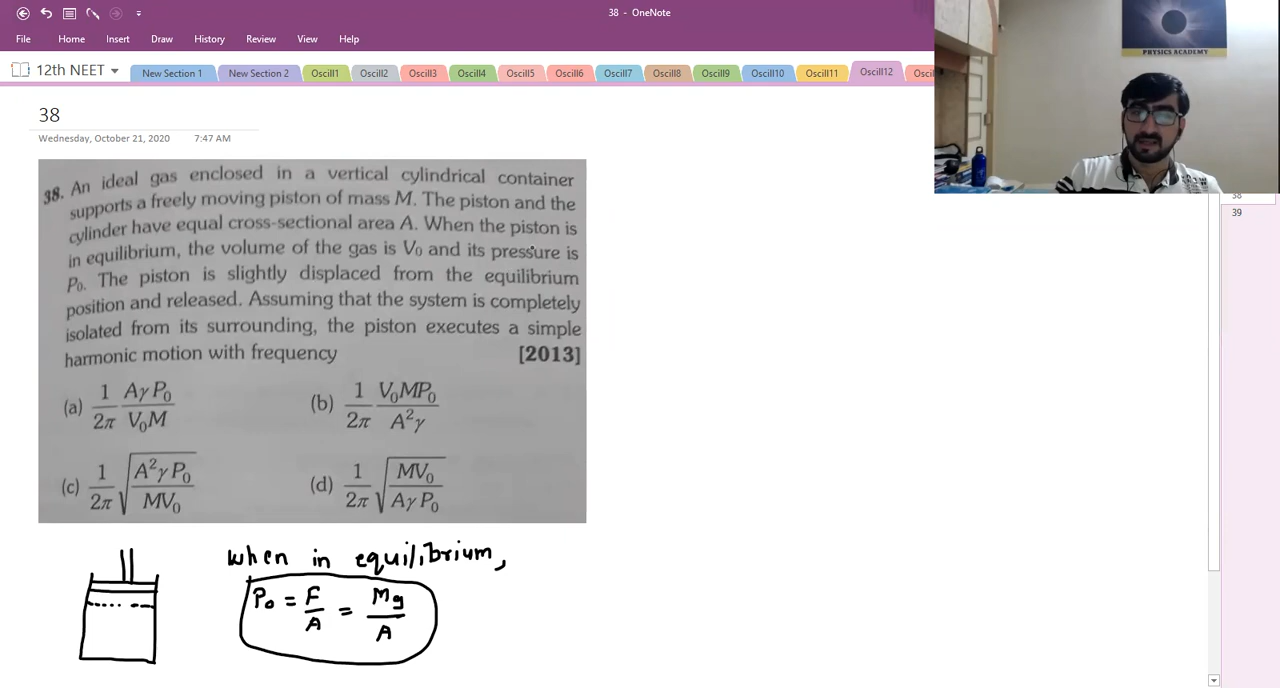 38 - OneNote
File Home Insert Draw History Review View Help
12th NEET New Section 1 New Section 2 Oscill1 Oscill2 Oscill3 Oscill4 Oscill5 Oscill6 Oscill7 Oscill8 Oscill9 Oscill10 Oscill11 Oscill12 Oscil
PHYSICS ACADEMY
38
Wednesday, October 21, 2020 7:47 AM
38
39
38. An ideal gas enclosed in a vertical cylindrical container
supports a freely moving piston of mass M. The piston and the
cylinder have equal cross-sectional area A. When the piston is
in equilibrium, the volume of the gas is V₀ and its pressure is
P₀. The piston is slightly displaced from the equilibrium
position and released. Assuming that the system is completely
isolated from its surrounding, the piston executes a simple
harmonic motion with frequency [2013]
(a) 1/2π AγP₀/V₀M (b) 1/2π V₀MP₀/A²γ
(c) 1/2π √(A²γP₀/MV₀) (d) 1/2π √(MV₀/AγP₀)
when in equilibrium,
P₀ = F/A = Mg/A